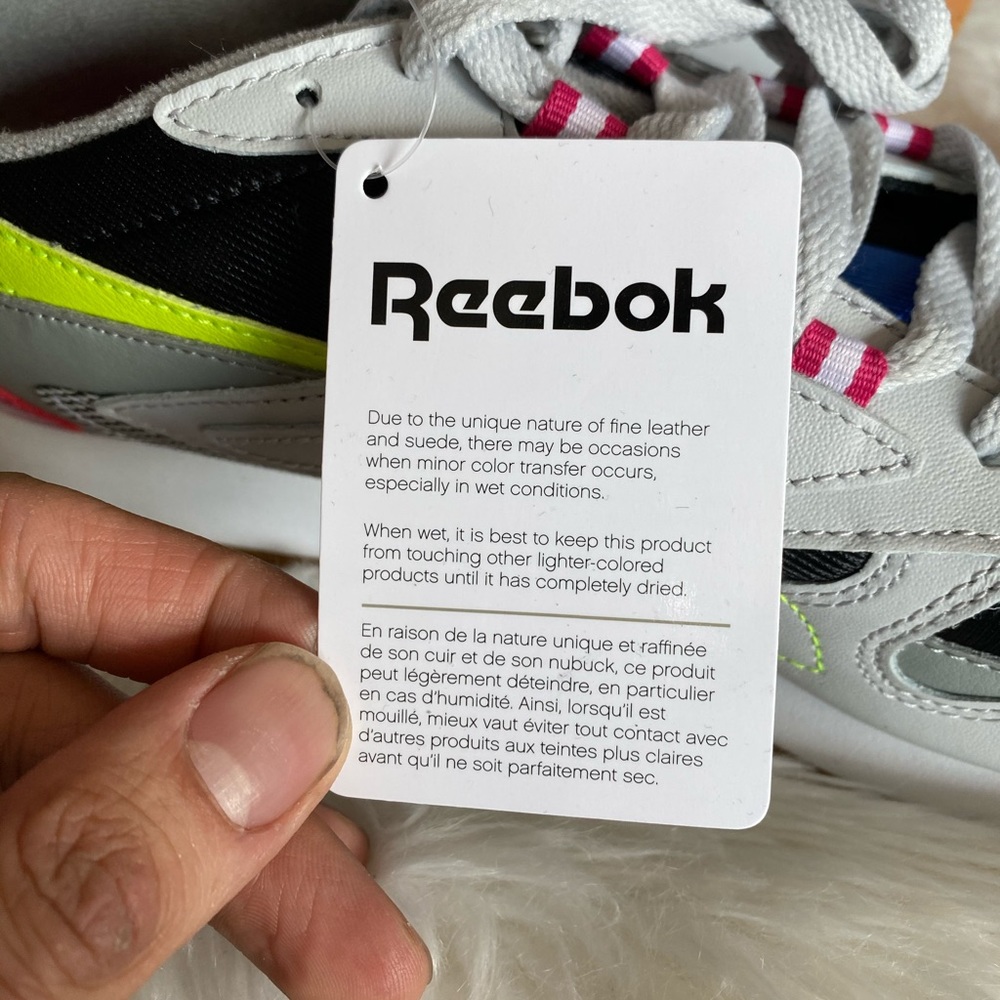 Reebok
Due to the unique nature of fine leather
and suede, there may be occasions
when minor color transfer occurs,
especially in wet conditions.
When wet, it is best to keep this product
from touching other lighter-colored
products until it has completely dried.
En raison de la nature unique et raffinée
de son cuir et de son nubuck, ce produit
peut légèrement déteindre, en particulier
en cas d'humidité. Ainsi, lorsqu'il est
mouillé, mieux vaut éviter tout contact avec
d'autres produits aux teintes plus claires
avant qu'il ne soit parfaitement sec.